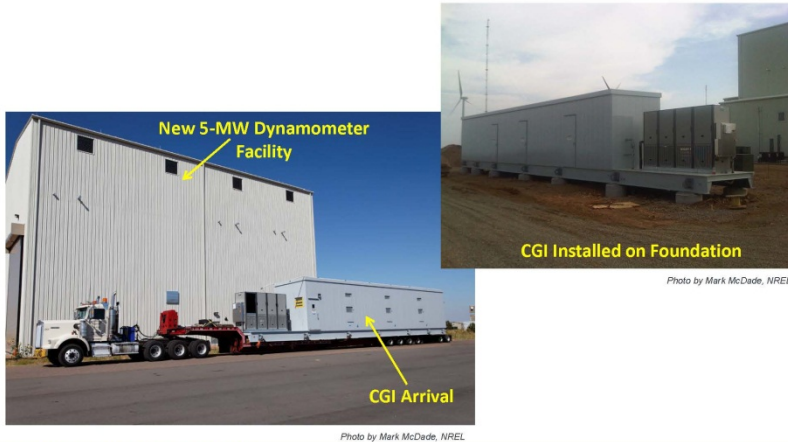 New 5-MW Dynamometer
Facility
CGI Arrival
Photo by Mark McDade, NREL
CGI Installed on Foundation
Photo by Mark McDade, NREL